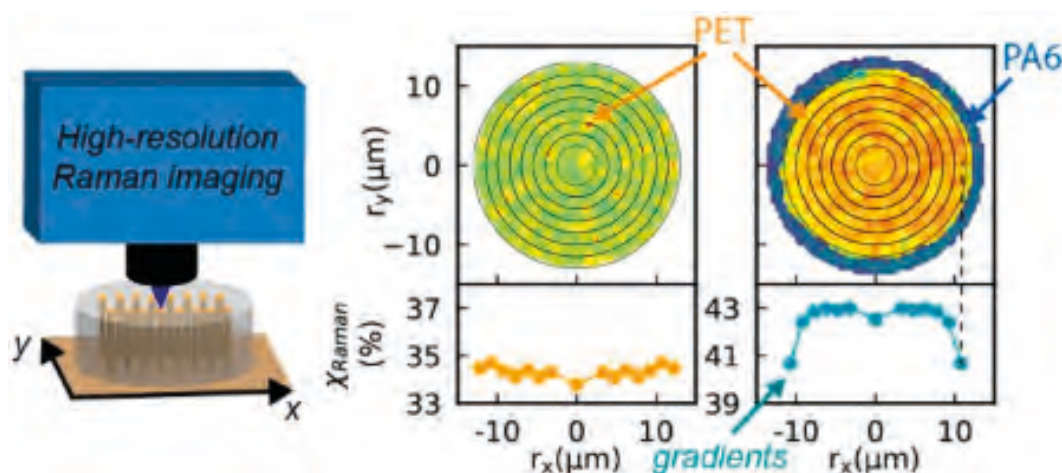 High-resolution
Raman imaging
y
x
PET
PA6
10
0
−10
r_y(μm)
37
35
33
χ_Raman
(%)
43
41
39
-10 0 10
-10 0 10
r_x(μm)
gradients
r_x(μm)